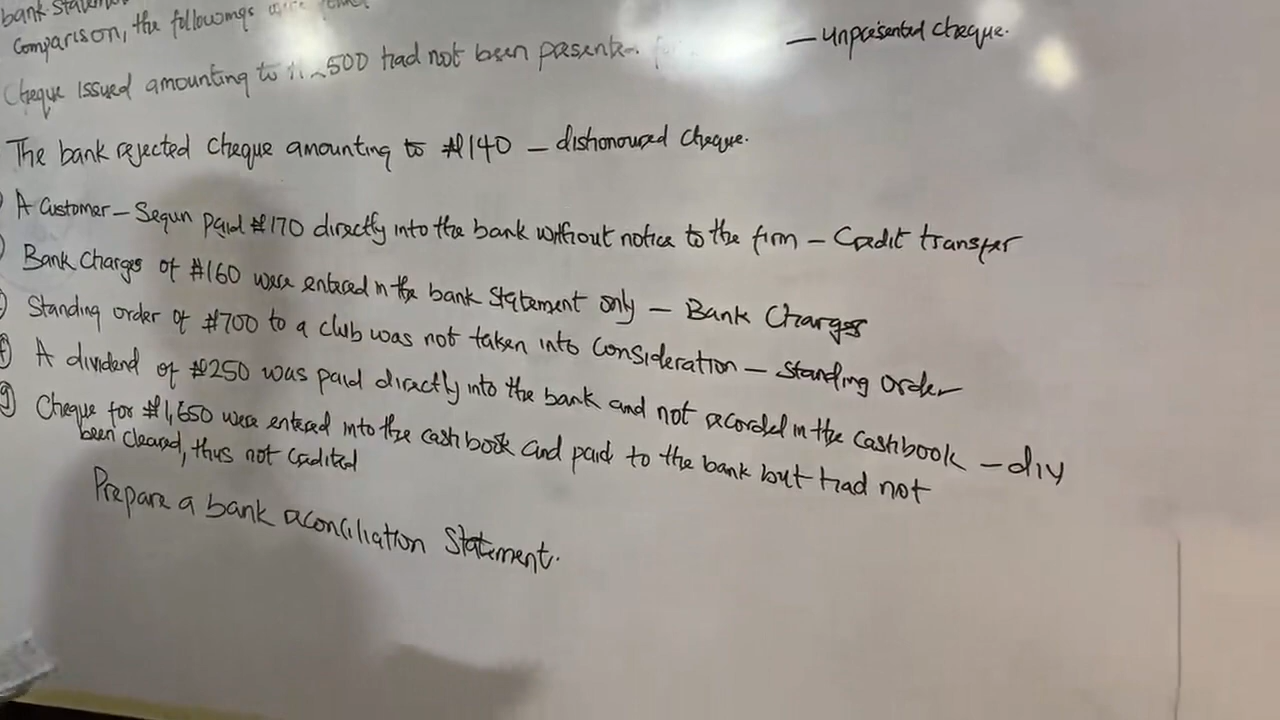 bank
comparison, the followings
Cheque issued amounting to 500 had not been presente — unpresented cheque.
The bank rejected cheque amounting to ₦140 — dishonoured cheque.
A Customer — Segun paid ₦170 directly into the bank without notice to the firm — Credit transfer
Bank Charges of ₦160 were entered in the bank statement only — Bank Charges
Standing order of ₦700 to a club was not taken into consideration — standing order
f) A dividend of ₦250 was paid directly into the bank and not recorded in the cashbook — div
g) Cheque for ₦1,650 were entered into the cashbook and paid to the bank but had not
been cleared, thus not credited
Prepare a bank reconciliation statement.